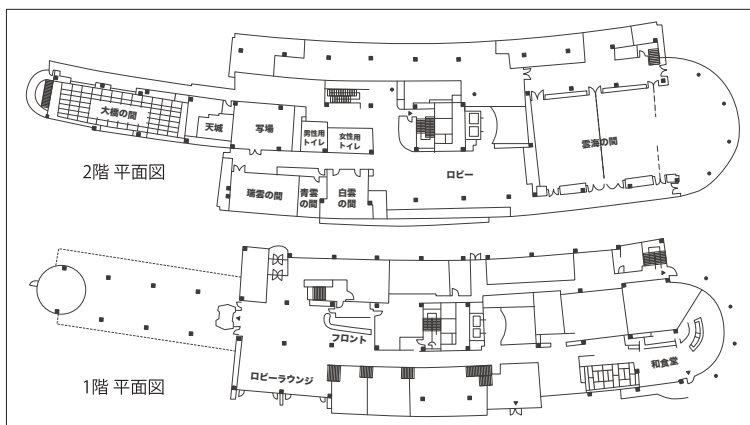 大橋の間
天城
写場
男性用
トイレ
女性用
トイレ
雲海の間
ロビー
2階 平面図
瑞雲の間
青雲
の間
白雲
の間
フロント
ロビーラウンジ
和食堂
1階 平面図